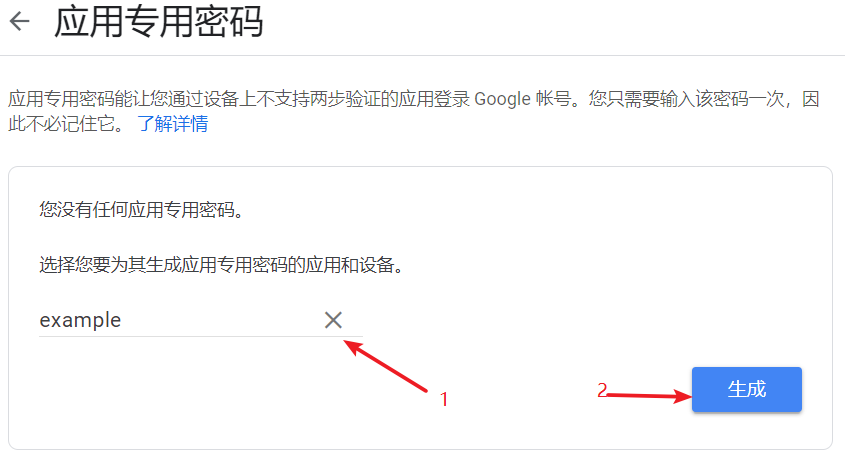 应用专用密码
应用专用密码能让您通过设备上不支持两步验证的应用登录 Google 帐号。您只需要输入该密码一次，因
此不必记住它。 了解详情
您没有任何应用专用密码。
选择您要为其生成应用专用密码的应用和设备。
example
1
2
生成